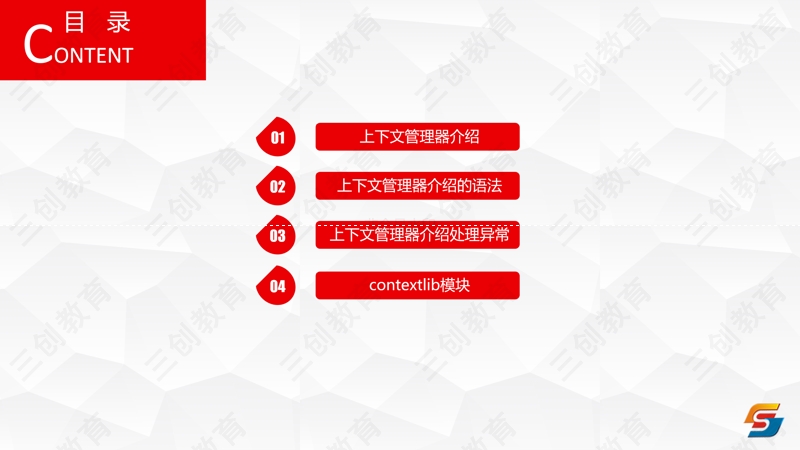 目 录
CONTENT
01 上下文管理器介绍
02 上下文管理器介绍的语法
03 上下文管理器介绍处理异常
04 contextlib模块
三创教育